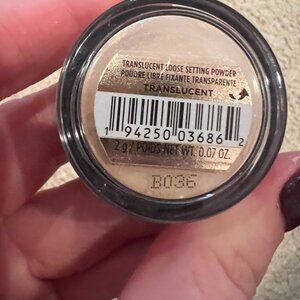 TRANSLUCENT LOOSE SETTING POWDER
POUDRE LIBRE FIXANTE TRANSPARENTE
TRANSLUCENT
1 94250 03686 2
2 g / POIDS NET WT. 0.07 OZ.
B036